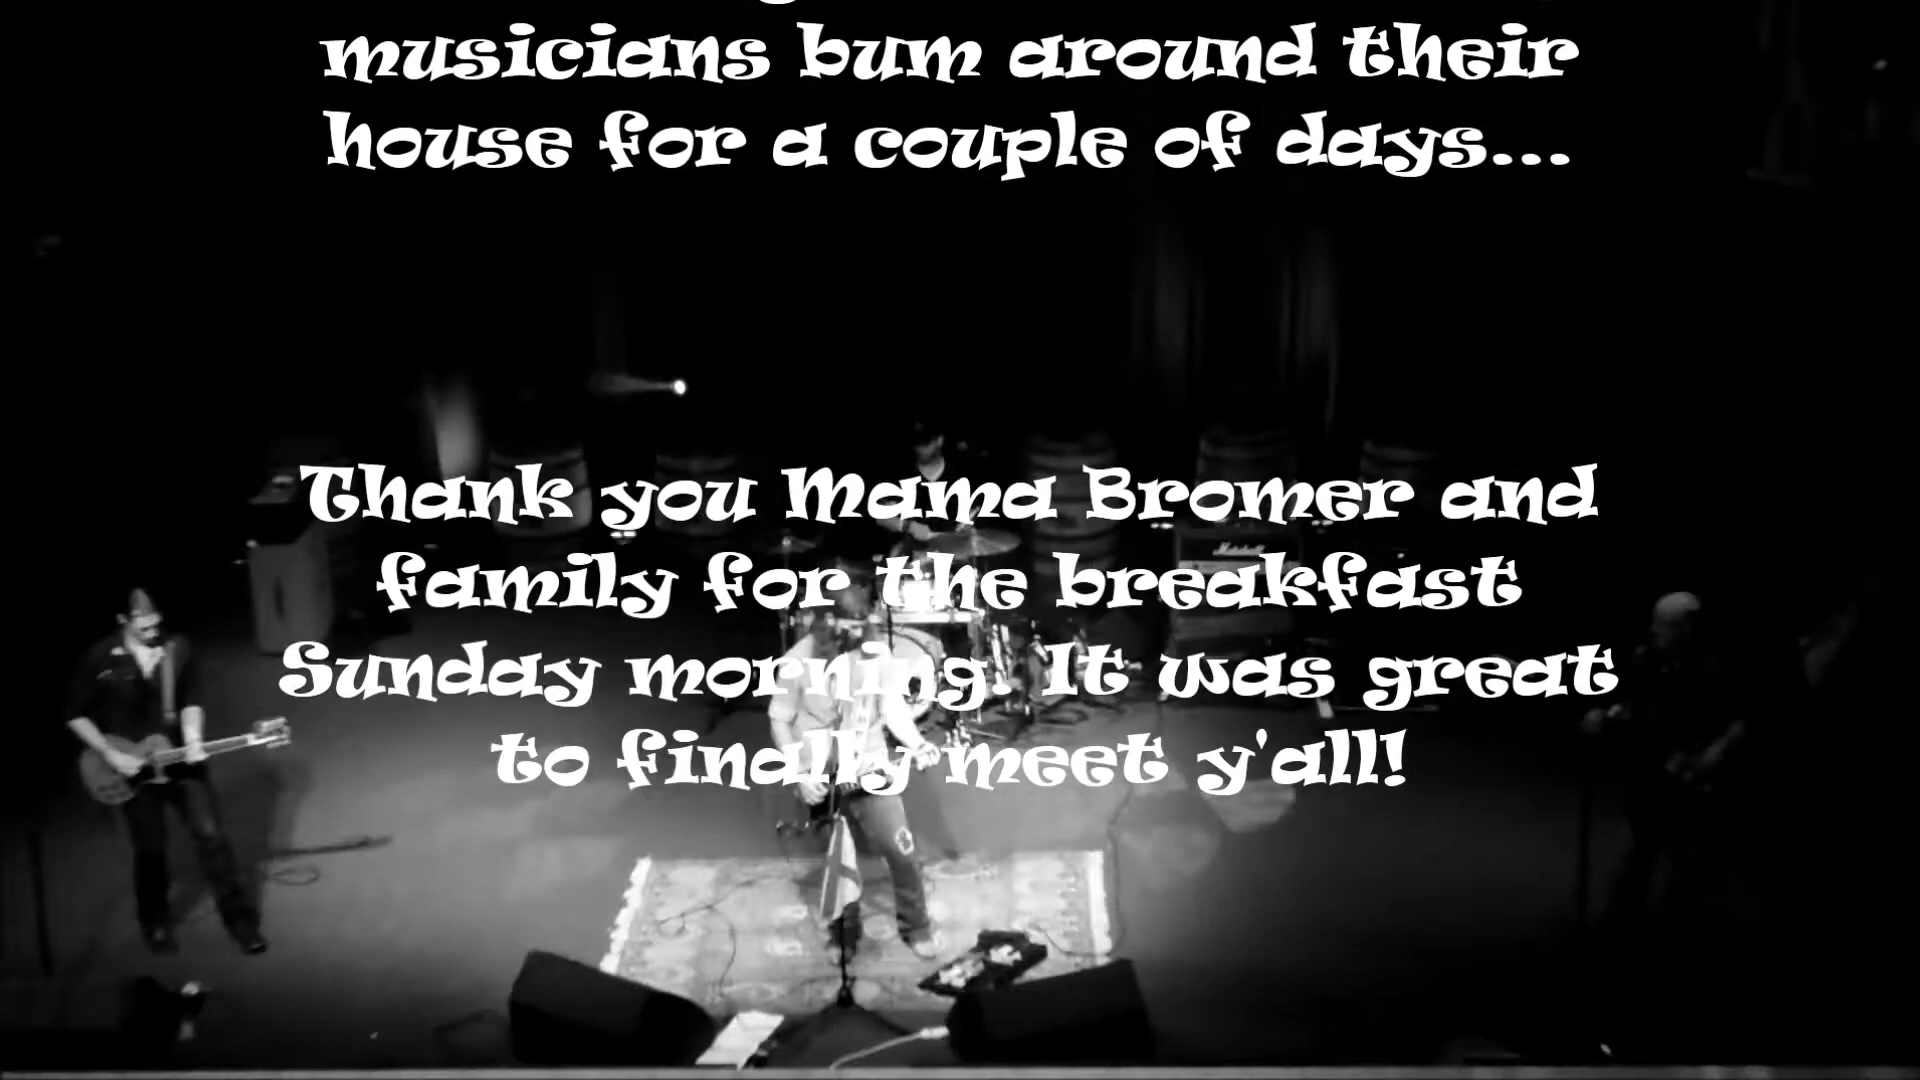 musicians bum around their
house for a couple of days...
Thank you Mama Bromer and
family for the breakfast
Sunday morning! It was great
to finally meet y'all!
Marshall